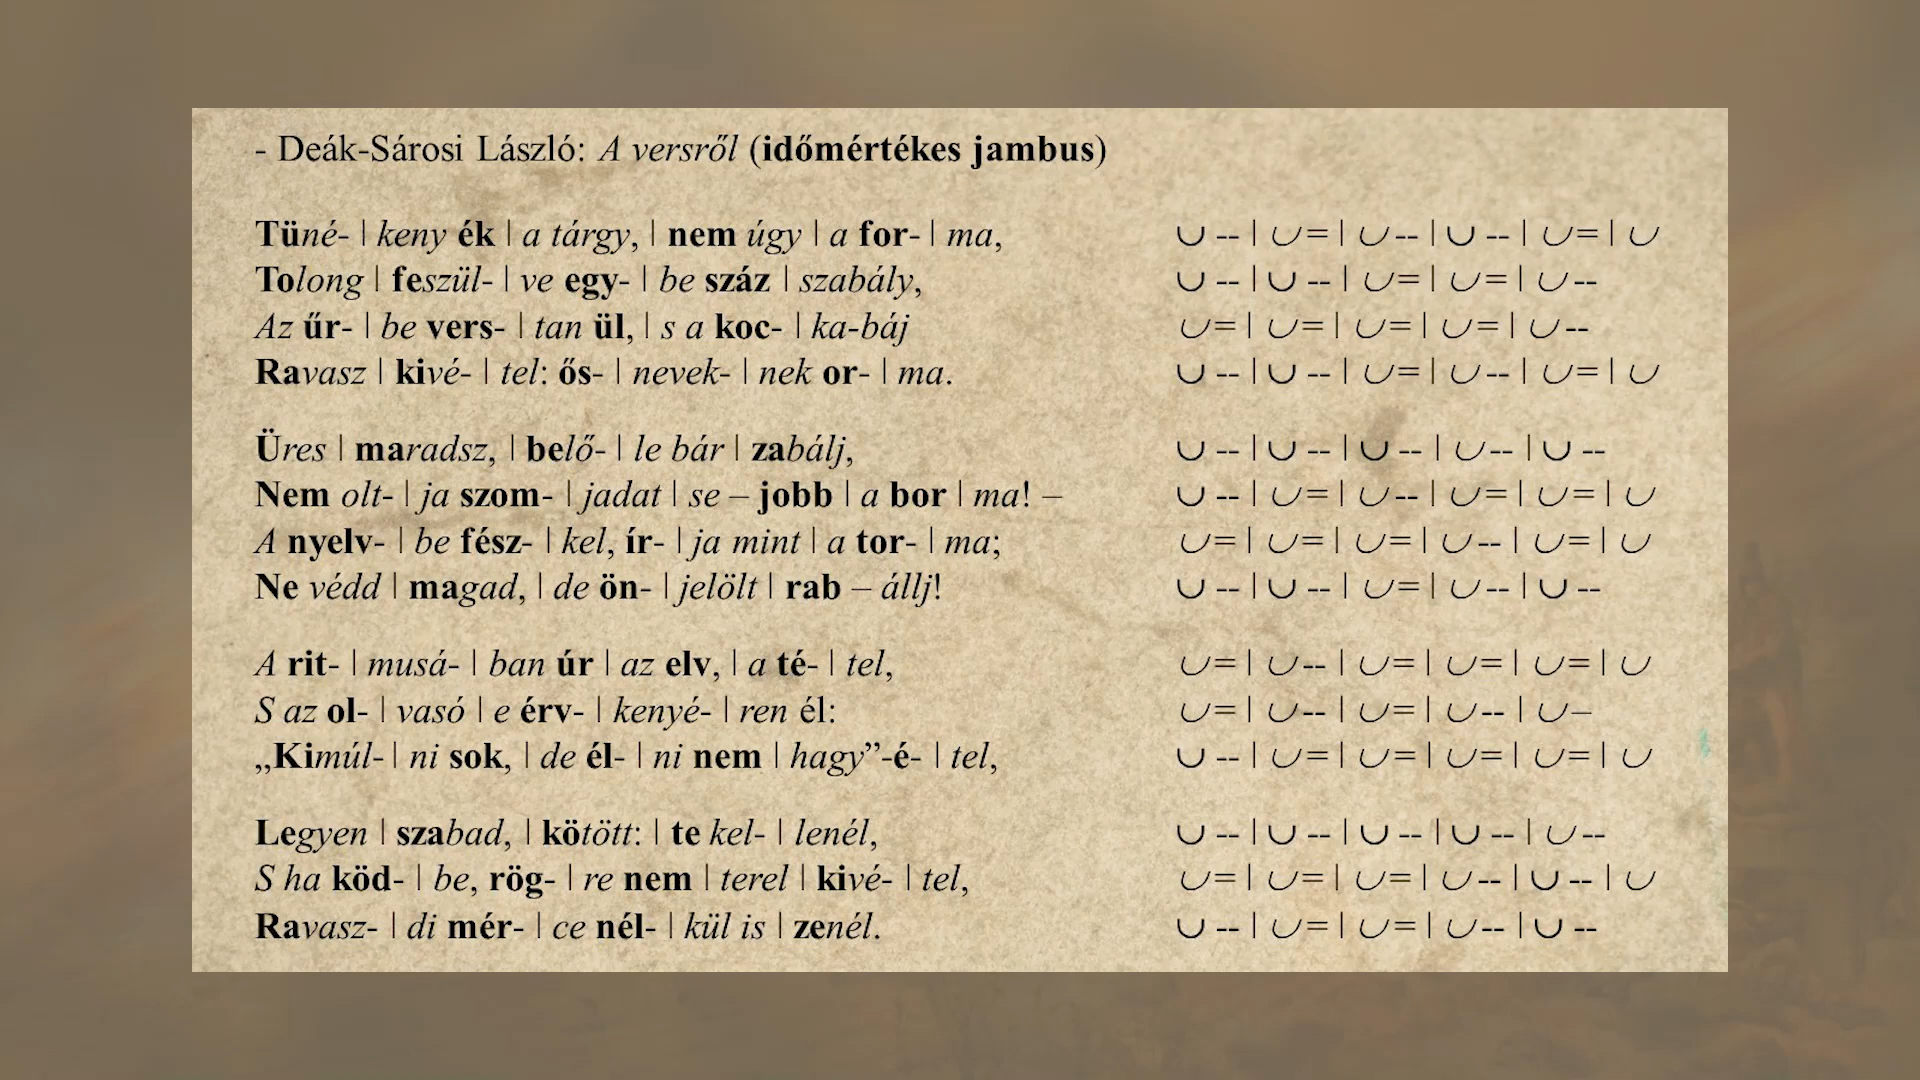 - Deák-Sárosi László: A versről (időmértékes jambus)
Tüné- | keny ék | a tárgy, | nem úgy | a for- | ma, ∪ -- | ∪= | ∪-- | ∪ -- | ∪= | ∪
Tolong | feszül- | ve egy- | be száz | szabály, ∪ -- | ∪ -- | ∪= | ∪= | ∪--
Az űr- | be vers- | tan ül, | s a koc- | ka-báj ∪= | ∪= | ∪= | ∪= | ∪--
Ravasz | kivé- | tel: ős- | nevek- | nek or- | ma. ∪ -- | ∪ -- | ∪= | ∪-- | ∪= | ∪
Üres | maradsz, | belő- | le bár | zabálj, ∪ -- | ∪ -- | ∪ -- | ∪-- | ∪ --
Nem olt- | ja szom- | jadat | se – jobb | a bor | ma! – ∪ -- | ∪= | ∪-- | ∪= | ∪= | ∪
A nyelv- | be fész- | kel, ír- | ja mint | a tor- | ma; ∪= | ∪= | ∪= | ∪-- | ∪= | ∪
Ne védd | magad, | de ön- | jelölt | rab – állj! ∪ -- | ∪ -- | ∪= | ∪-- | ∪ --
A rit- | musá- | ban úr | az elv, | a té- | tel, ∪= | ∪-- | ∪= | ∪= | ∪= | ∪
S az ol- | vasó | e érv- | kenyé- | ren él: ∪= | ∪-- | ∪= | ∪-- | ∪–
„Kimúl- | ni sok, | de él- | ni nem | hagy”-é- | tel, ∪ -- | ∪= | ∪= | ∪= | ∪= | ∪
Legyen | szabad, | kötött: | te kel- | lenél, ∪ -- | ∪ -- | ∪ -- | ∪ -- | ∪--
S ha köd- | be, rög- | re nem | terel | kivé- | tel, ∪= | ∪= | ∪= | ∪-- | ∪ -- | ∪
Ravasz- | di mér- | ce nél- | kül is | zenél. ∪ -- | ∪= | ∪= | ∪-- | ∪ --